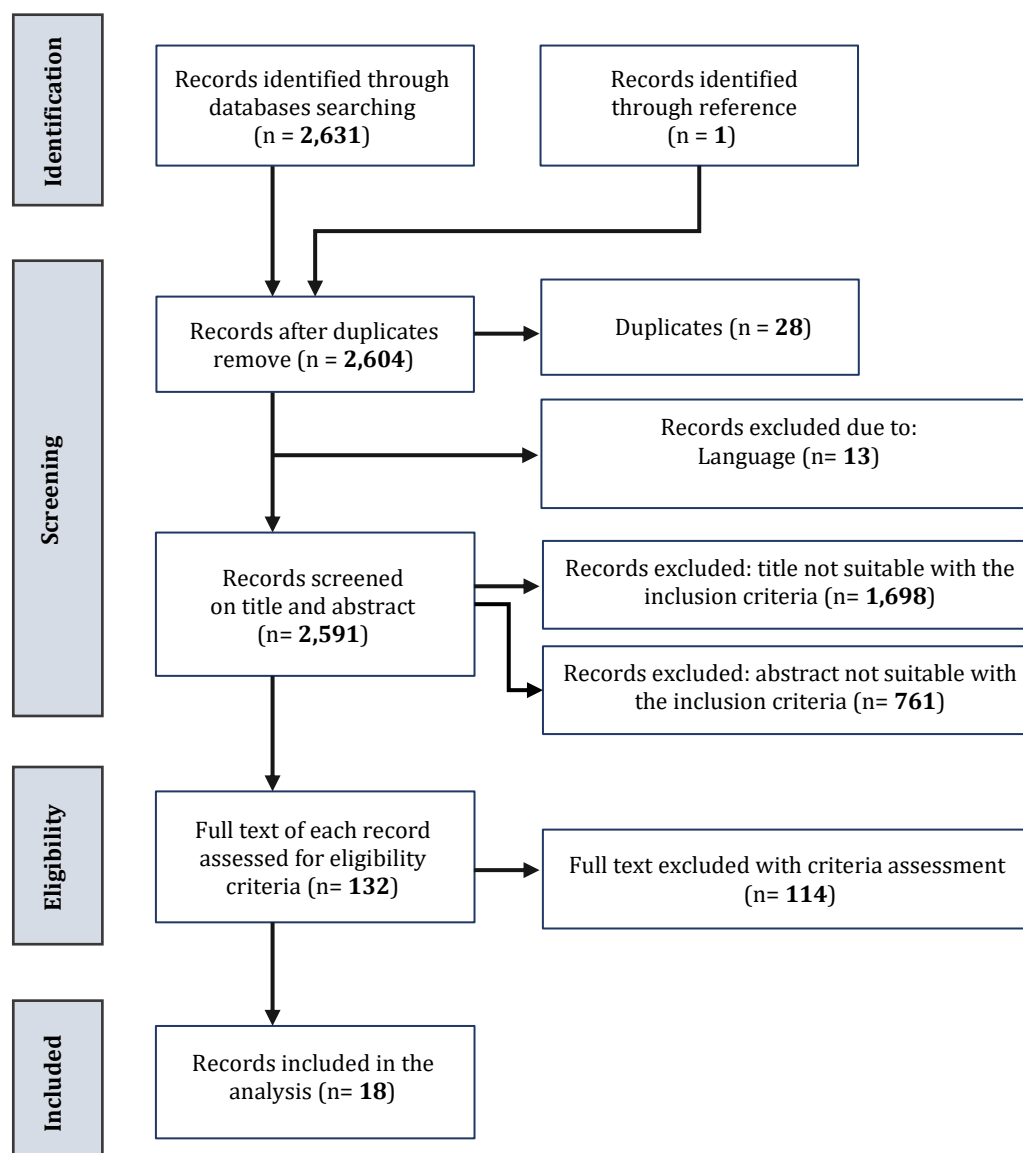 Identification
Records identified through
databases searching
(n = 2,631)
Records identified
through reference
(n = 1)
Screening
Records after duplicates
remove (n = 2,604)
Duplicates (n = 28)
Records excluded due to:
Language (n= 13)
Records screened
on title and abstract
(n= 2,591)
Records excluded: title not suitable with the
inclusion criteria (n= 1,698)
Records excluded: abstract not suitable with
the inclusion criteria (n= 761)
Eligibility
Full text of each record
assessed for eligibility
criteria (n= 132)
Full text excluded with criteria assessment
(n= 114)
Included
Records included in the
analysis (n= 18)